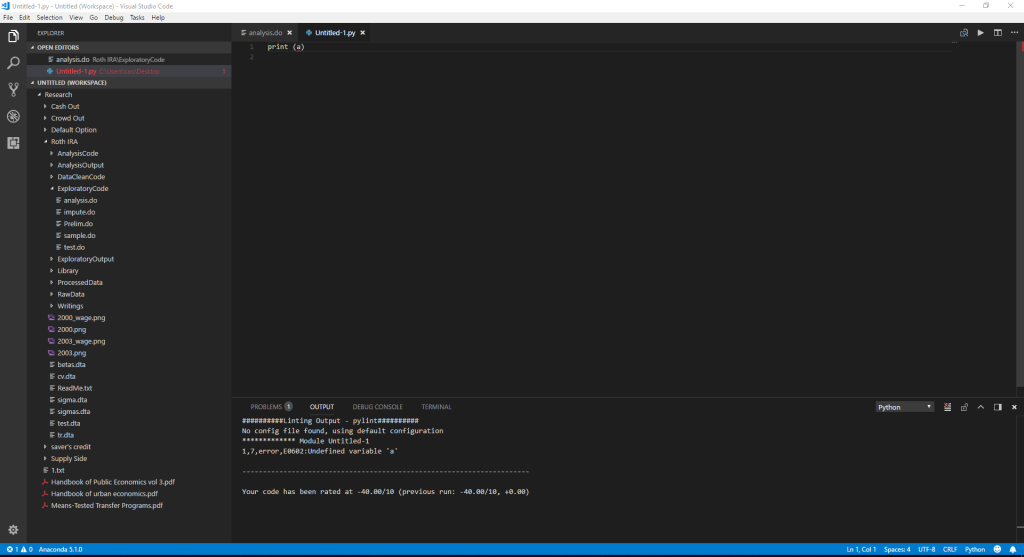 Untitled-1.py - Untitled (Workspace) - Visual Studio Code
File Edit Selection View Go Debug Tasks Help
EXPLORER
OPEN EDITORS
analysis.do Roth IRA\ExploratoryCode
Untitled-1.py
1
UNTITLED (WORKSPACE)
Research
Cash Out
Crowd Out
Default Option
Roth IRA
AnalysisCode
AnalysisOutput
DataCleanCode
ExploratoryCode
analysis.do
impute.do
Prelim.do
sample.do
test.do
ExploratoryOutput
Library
ProcessedData
RawData
Writings
2000_wage.png
2000.png
2003_wage.png
2003.png
betas.dta
cv.dta
ReadMe.txt
sigma.dta
sigmas.dta
test.dta
tr.dta
saver's credit
Supply Side
1.txt
Handbook of Public Economics vol 3.pdf
Handbook of urban economics.pdf
Means-Tested Transfer Programs.pdf
analysis.do Untitled-1.py
1 print (a)
2
PROBLEMS 1 OUTPUT DEBUG CONSOLE TERMINAL Python
##########Linting Output - pylint##########
No config file found, using default configuration
************* Module Untitled-1
1,7,error,E0602:Undefined variable 'a'
----------------------------------------------------------------------
Your code has been rated at -40.00/10 (previous run: -40.00/10, +0.00)
1 0 Anaconda 5.1.0 Ln 1, Col 1 Spaces: 4 UTF-8 CRLF Python